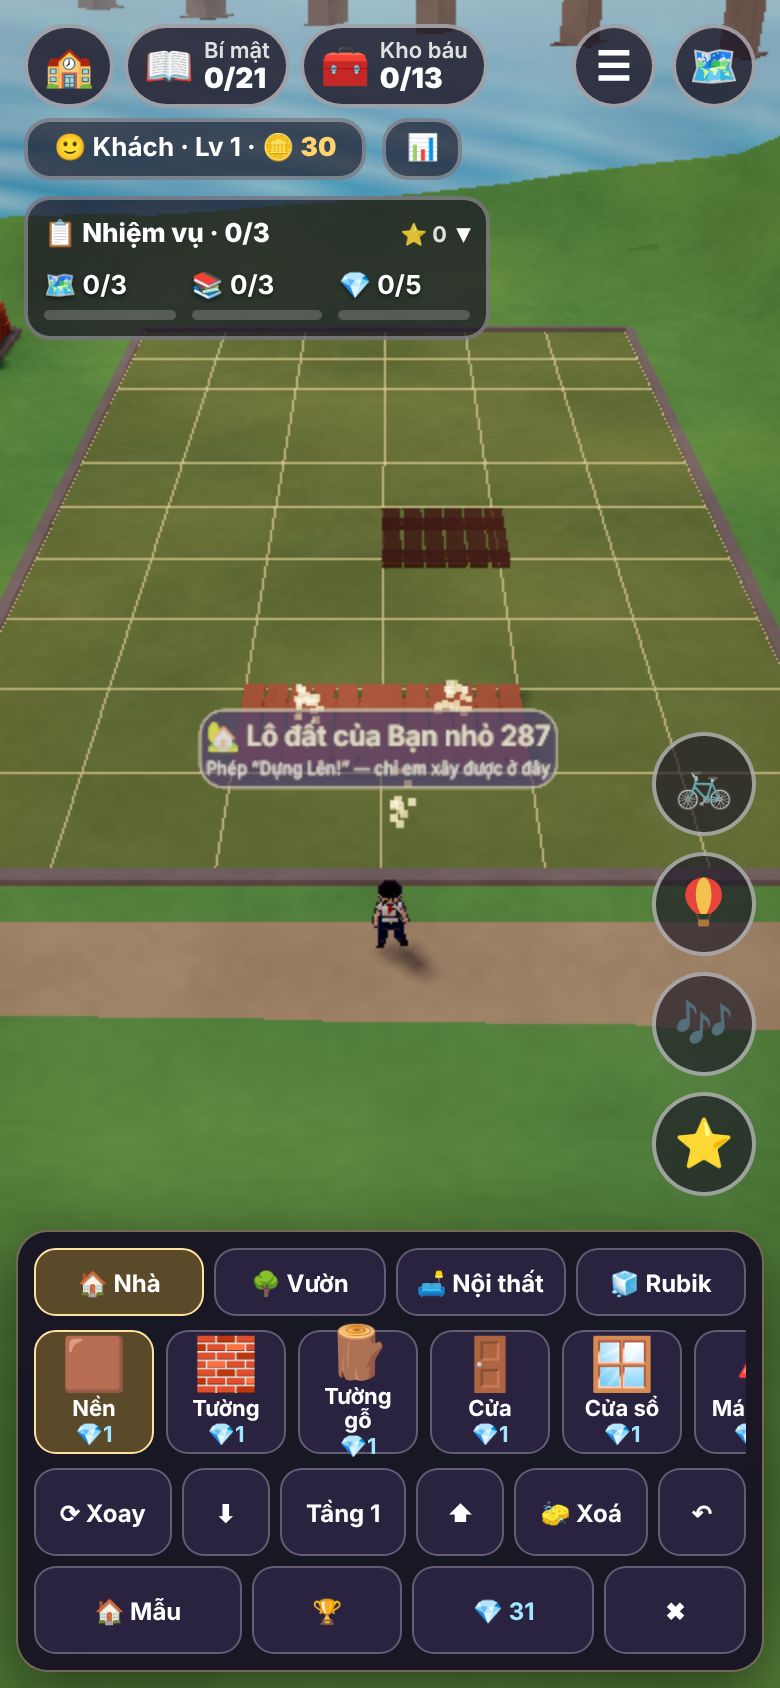 Bí mật
0/21
Kho báu
0/13
Khách · Lv 1 · 30
Nhiệm vụ · 0/3
0 ▼
0/3
0/3
0/5
Lô đất của Bạn nhỏ 287
Phép “Dựng Lên!” — chỉ em xây được ở đây
Nhà
Vườn
Nội thất
Rubik
Nền
1
Tường
1
Tường gỗ
1
Cửa
1
Cửa sổ
1
Má
⟳ Xoay
⬇
Tầng 1
⬆
Xoá
↶
Mẫu
31
✖